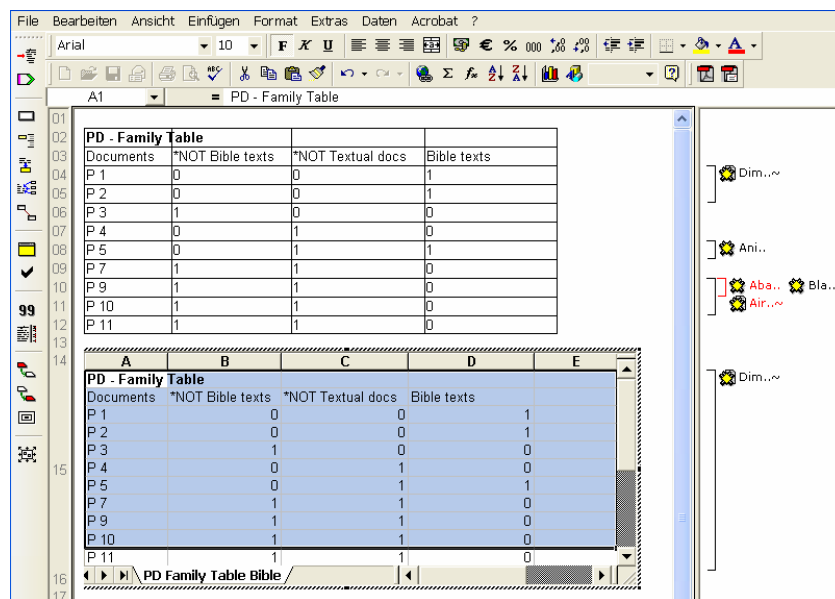 File Bearbeiten Ansicht Einfügen Format Extras Daten Acrobat ?
Arial 10 F K U € % 000
ABC Σ f
A1 = PD - Family Table
01
02 PD - Family Table
03 Documents *NOT Bible texts *NOT Textual docs Bible texts
04 P 1 0 0 1 Dim..~
05 P 2 0 0 1
06 P 3 1 0 0
07 P 4 0 1 0
08 P 5 0 1 1 Ani..
09 P 7 1 1 0
10 P 9 1 1 0 Aba.. Bla..
11 P 10 1 1 0 Air..~
12 P 11 1 1 0
13
14 A B C D E
PD - Family Table Dim..~
Documents *NOT Bible texts *NOT Textual docs Bible texts
P 1 0 0 1
P 2 0 0 1
P 3 1 0 0
15 P 4 0 1 0
P 5 0 1 1
P 7 1 1 0
P 9 1 1 0
P 10 1 1 0
P 11 1 1 0
16 PD Family Table Bible
17